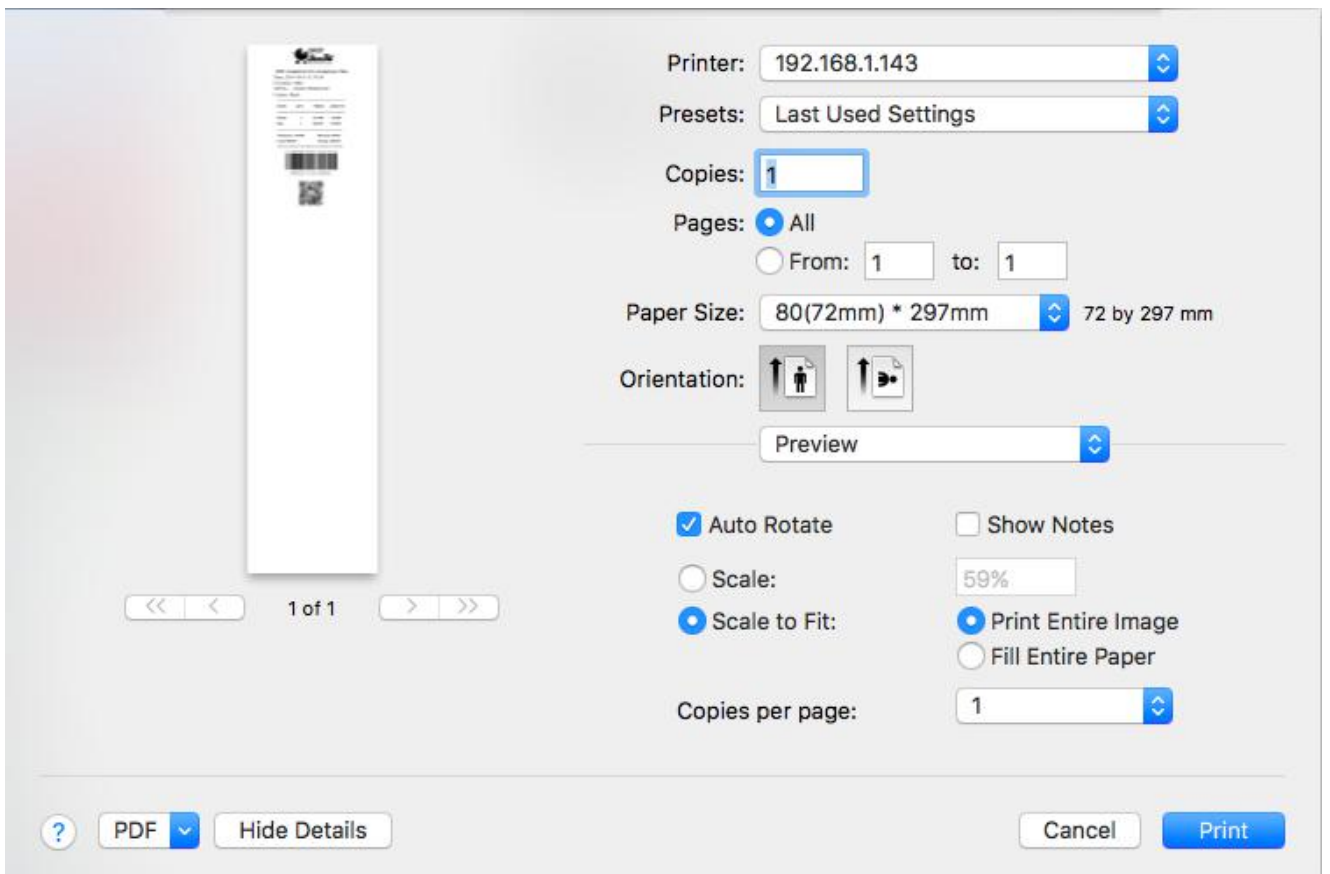 Printer: 192.168.1.143
Presets: Last Used Settings
Copies: 1
Pages: All
From: 1 to: 1
Paper Size: 80(72mm) * 297mm 72 by 297 mm
Orientation:
Preview
Auto Rotate Show Notes
Scale: 59%
Scale to Fit: Print Entire Image
Fill Entire Paper
Copies per page: 1
<< < 1 of 1 > >>
? PDF Hide Details Cancel Print